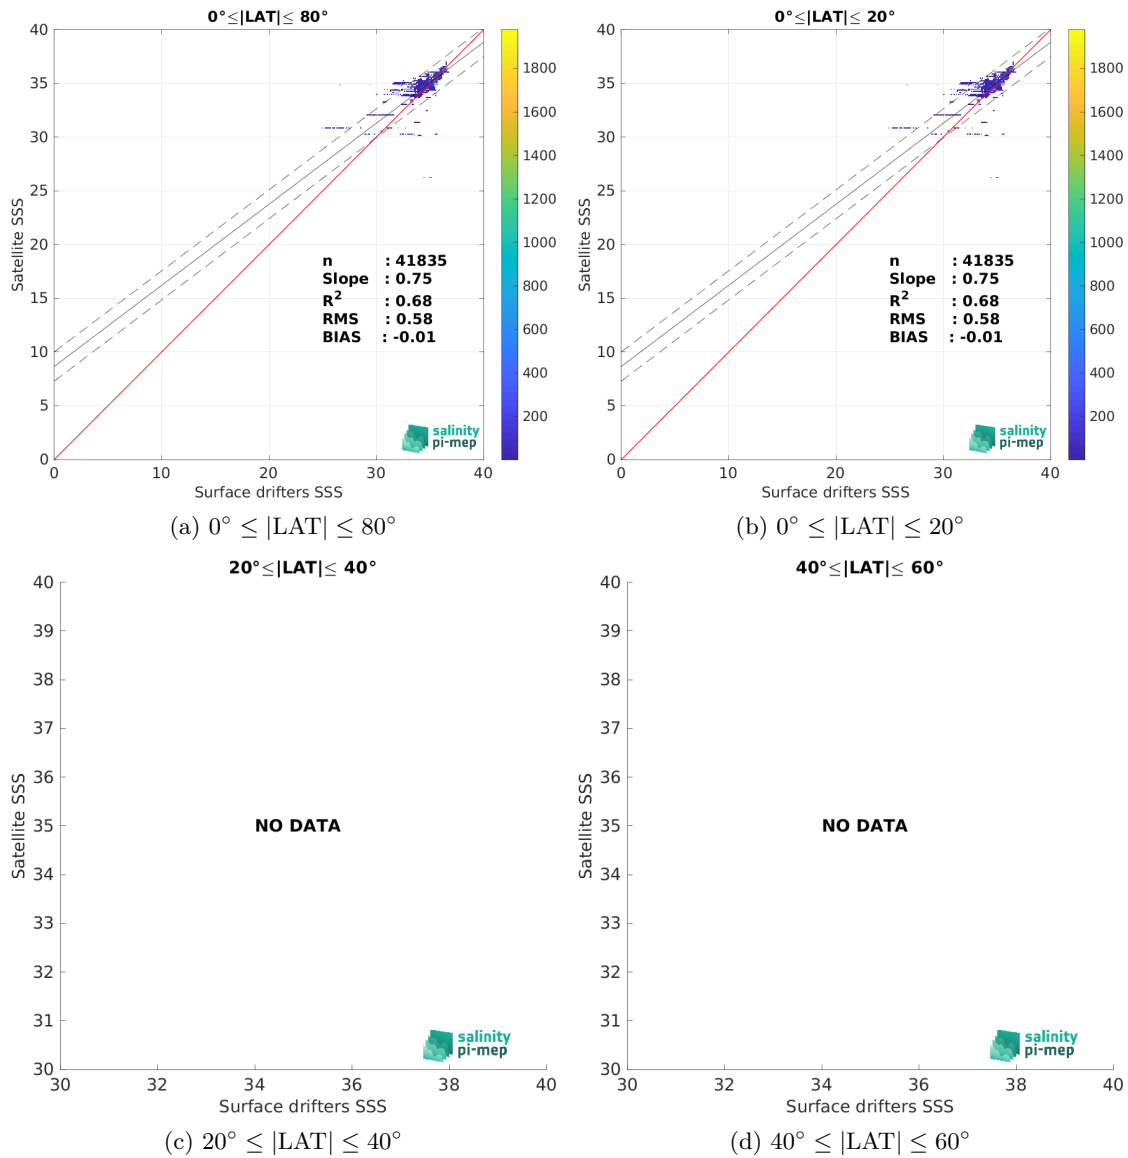 0°≤|LAT|≤ 80°
40
35
30
25
20
15
10
5
0
0
10
20
30
40
Satellite SSS
Surface drifters SSS
n : 41835
Slope : 0.75
R² : 0.68
RMS : 0.58
BIAS : -0.01
salinity
pi-mep
1800
1600
1400
1200
1000
800
600
400
200
(a) 0° ≤ |LAT| ≤ 80°
0°≤|LAT|≤ 20°
40
35
30
25
20
15
10
5
0
0
10
20
30
40
Satellite SSS
Surface drifters SSS
n : 41835
Slope : 0.75
R² : 0.68
RMS : 0.58
BIAS : -0.01
salinity
pi-mep
1800
1600
1400
1200
1000
800
600
400
200
(b) 0° ≤ |LAT| ≤ 20°
20°≤|LAT|≤ 40°
40
39
38
37
36
35
34
33
32
31
30
30
32
34
36
38
40
Satellite SSS
NO DATA
salinity
pi-mep
Surface drifters SSS
(c) 20° ≤ |LAT| ≤ 40°
40°≤|LAT|≤ 60°
40
39
38
37
36
35
34
33
32
31
30
30
32
34
36
38
40
Satellite SSS
NO DATA
salinity
pi-mep
Surface drifters SSS
(d) 40° ≤ |LAT| ≤ 60°